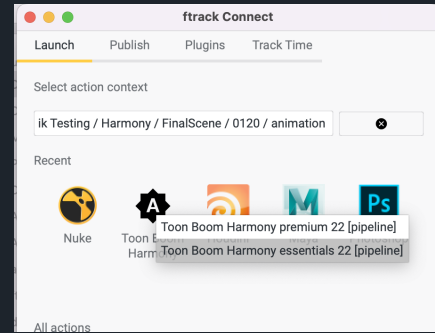 ftrack Connect
Launch Publish Plugins Track Time
Select action context
ik Testing / Harmony / FinalScene / 0120 / animation
Recent
A Ps
Toon Boom Harmony premium 22 [pipeline]
Nuke Toon
Harm Toon Boom Harmony essentials 22 [pipeline]
All actions